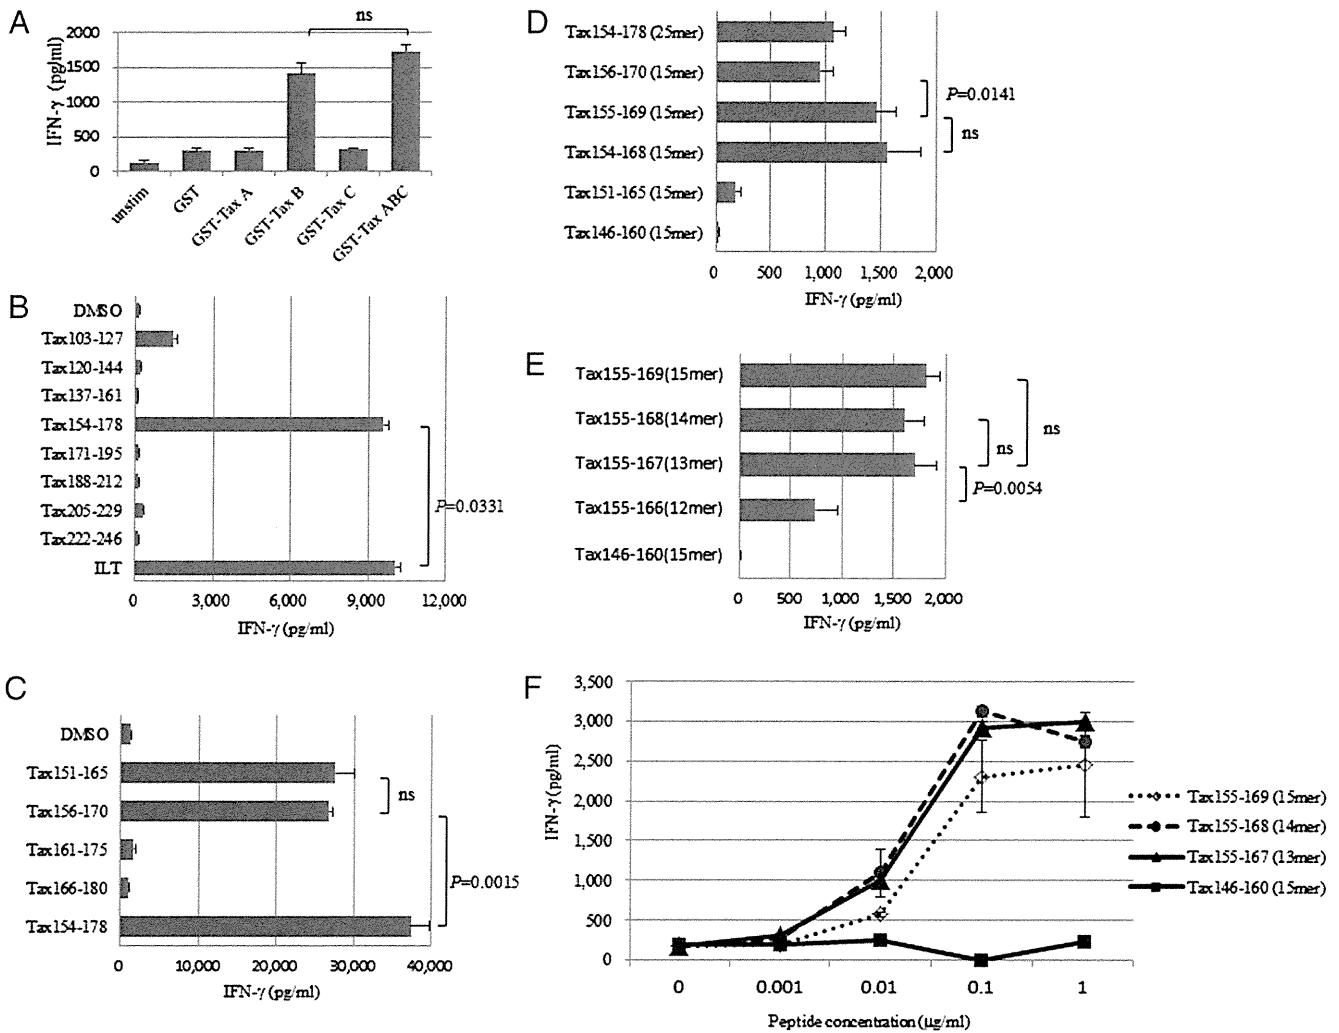 A
IFN-γ (pg/ml)
2000
1500
1000
500
0
ns
unstim
GST
GST-Tax A
GST-Tax B
GST-Tax C
GST-Tax ABC
B
DMSO
Tax103-127
Tax120-144
Tax137-161
Tax154-178
Tax171-195
Tax188-212
Tax205-229
Tax222-246
ILT
P=0.0331
0 3,000 6,000 9,000 12,000
IFN-γ (pg/ml)
C
DMSO
Tax151-165
Tax156-170
Tax161-175
Tax166-180
Tax154-178
ns
P=0.0015
0 10,000 20,000 30,000 40,000
IFN-γ (pg/ml)
D
Tax154-178 (25mer)
Tax156-170 (15mer)
Tax155-169 (15mer)
Tax154-168 (15mer)
Tax151-165 (15mer)
Tax146-160 (15mer)
P=0.0141
ns
0 500 1,000 1,500 2,000
IFN-γ (pg/ml)
E
Tax155-169(15mer)
Tax155-168(14mer)
Tax155-167(13mer)
Tax155-166(12mer)
Tax146-160(15mer)
ns
ns
P=0.0054
0 500 1,000 1,500 2,000
IFN-γ (pg/ml)
F
IFN-γ (pg/ml)
3,500
3,000
2,500
2,000
1,500
1,000
500
0
0 0.001 0.01 0.1 1
Peptide concentration (μg/ml)
Tax155-169 (15mer)
Tax155-168 (14mer)
Tax155-167 (13mer)
Tax146-160 (15mer)